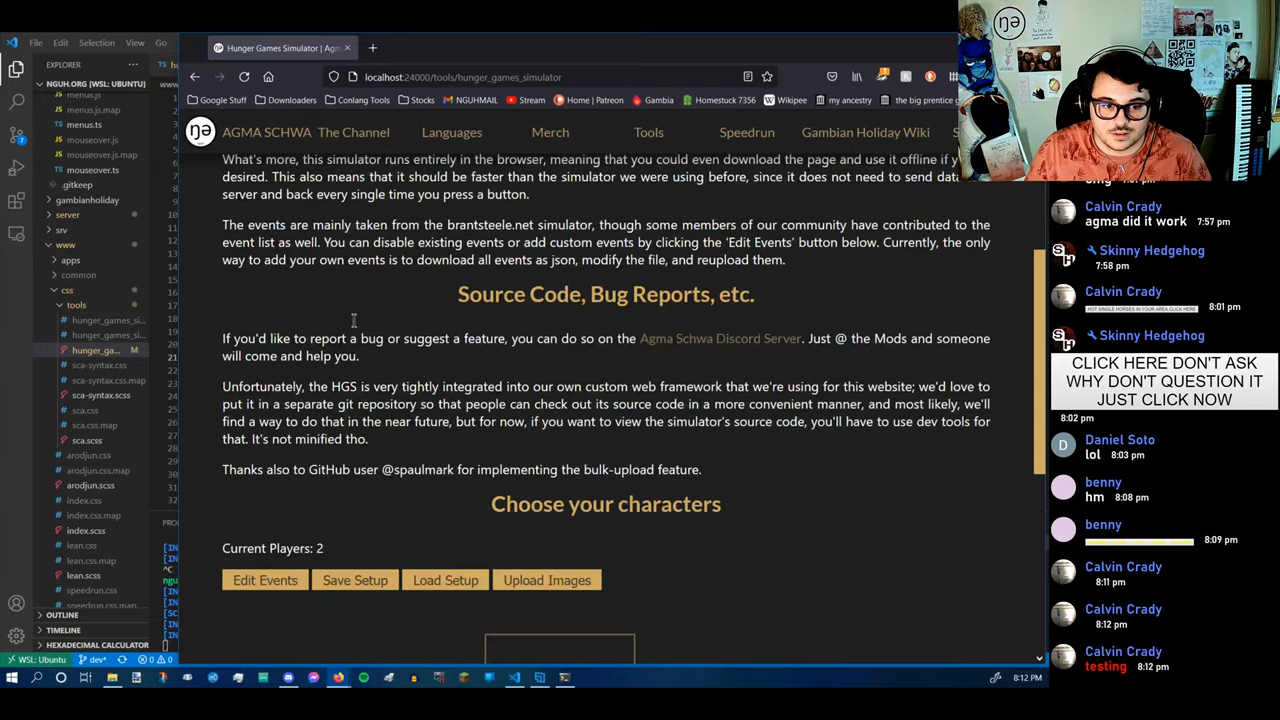 File Edit Selection View Go
Hunger Games Simulator | Agm
EXPLORER
localhost:24000/tools/hunger_games_simulator
NGUH.ORG [WSL: UBUNTU]
menus.js
menus.js.map
menus.ts
mouseover.js
mouseover.js.map
mouseover.ts
.gitkeep
gambianholiday
server
srv
www
apps
common
css
tools
hunger_games_si...
hunger_games_si...
hunger_ga... M
sca-syntax.css
sca-syntax.css.map
sca-syntax.scss
sca.css
sca.css.map
sca.scss
arodjun.css
arodjun.css.map
arodjun.scss
index.css
index.css.map
index.scss
lean.css
lean.css.map
lean.scss
speedrun.css
speedrun.css.map
OUTLINE
TIMELINE
HEXADECIMAL CALCULATOR
WSL: Ubuntu dev* 0 0
Google Stuff Downloaders Conlang Tools Stocks NGUHMAIL Stream Home | Patreon Gambia Homestuck 7356 Wikipee my ancestry the big prentice
ŋə AGMA SCHWA The Channel Languages Merch Tools Speedrun Gambian Holiday Wiki S
What's more, this simulator runs entirely in the browser, meaning that you could even download the page and use it offline if y
desired. This also means that it should be faster than the simulator we were using before, since it does not need to send dat
server and back every single time you press a button.
The events are mainly taken from the brantsteele.net simulator, though some members of our community have contributed to the
event list as well. You can disable existing events or add custom events by clicking the 'Edit Events' button below. Currently, the only
way to add your own events is to download all events as json, modify the file, and reupload them.
Source Code, Bug Reports, etc.
If you'd like to report a bug or suggest a feature, you can do so on the Agma Schwa Discord Server. Just @ the Mods and someone
will come and help you.
Unfortunately, the HGS is very tightly integrated into our own custom web framework that we're using for this website; we'd love to
put it in a separate git repository so that people can check out its source code in a more convenient manner, and most likely, we'll
find a way to do that in the near future, but for now, if you want to view the simulator's source code, you'll have to use dev tools for
that. It's not minified tho.
Thanks also to GitHub user @spaulmark for implementing the bulk-upload feature.
Choose your characters
Current Players: 2
Edit Events Save Setup Load Setup Upload Images
8:12 PM
ŋə
Calvin Crady
agma did it work 7:57 pm
Skinny Hedgehog
7:58 pm
Calvin Crady
HOT SINGLE HORSES IN YOUR AREA CLICK HERE 8:01 pm
Skinny Hedgehog
CLICK HERE DON'T ASK
WHY DON'T QUESTION IT
JUST CLICK NOW
8:02 pm
Daniel Soto
lol 8:03 pm
benny
hm 8:08 pm
benny
8:09 pm
Calvin Crady
8:11 pm
Calvin Crady
8:12 pm
Calvin Crady
testing 8:12 pm